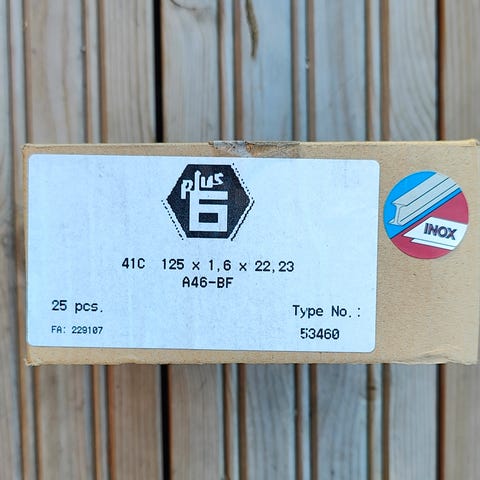 plus
6
41C 125 x 1,6 x 22,23
A46-BF
25 pcs.
FA: 229107
Type No.:
53460
INOX